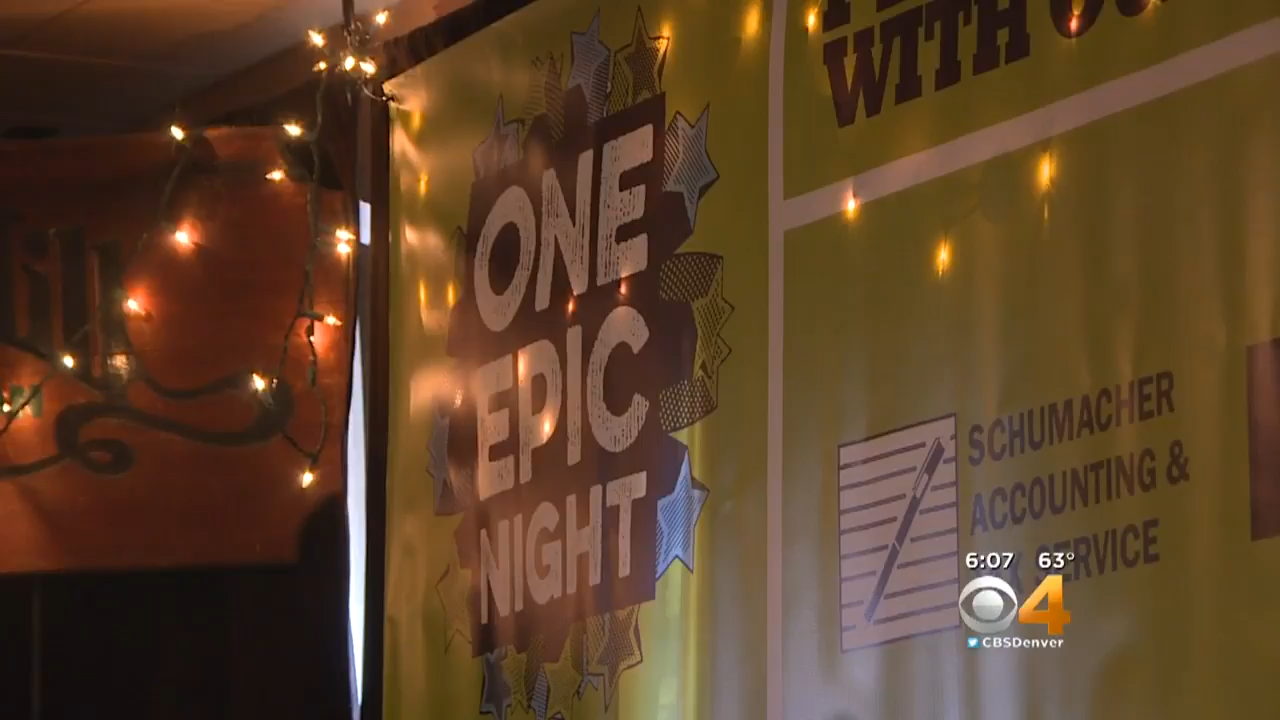 WITH
ONE
EPIC
NIGHT
SCHUMACHER
ACCOUNTING &
SERVICE
6:07 63°
4
CBSDenver